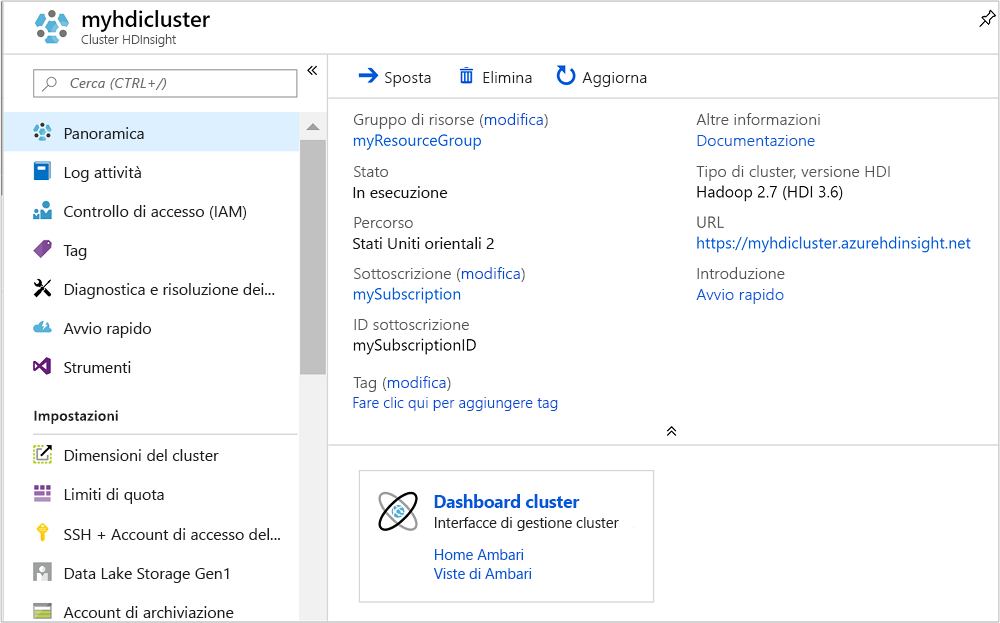 myhdicluster
Cluster HDInsight
Cerca (CTRL+/)
Panoramica
Log attività
Controllo di accesso (IAM)
Tag
Diagnostica e risoluzione dei...
Avvio rapido
Strumenti
Impostazioni
Dimensioni del cluster
Limiti di quota
SSH + Account di accesso del...
Data Lake Storage Gen1
Account di archiviazione
Sposta Elimina Aggiorna
Gruppo di risorse (modifica)
myResourceGroup
Stato
In esecuzione
Percorso
Stati Uniti orientali 2
Sottoscrizione (modifica)
mySubscription
ID sottoscrizione
mySubscriptionID
Tag (modifica)
Fare clic qui per aggiungere tag
Altre informazioni
Documentazione
Tipo di cluster, versione HDI
Hadoop 2.7 (HDI 3.6)
URL
https://myhdicluster.azurehdinsight.net
Introduzione
Avvio rapido
Dashboard cluster
Interfacce di gestione cluster
Home Ambari
Viste di Ambari